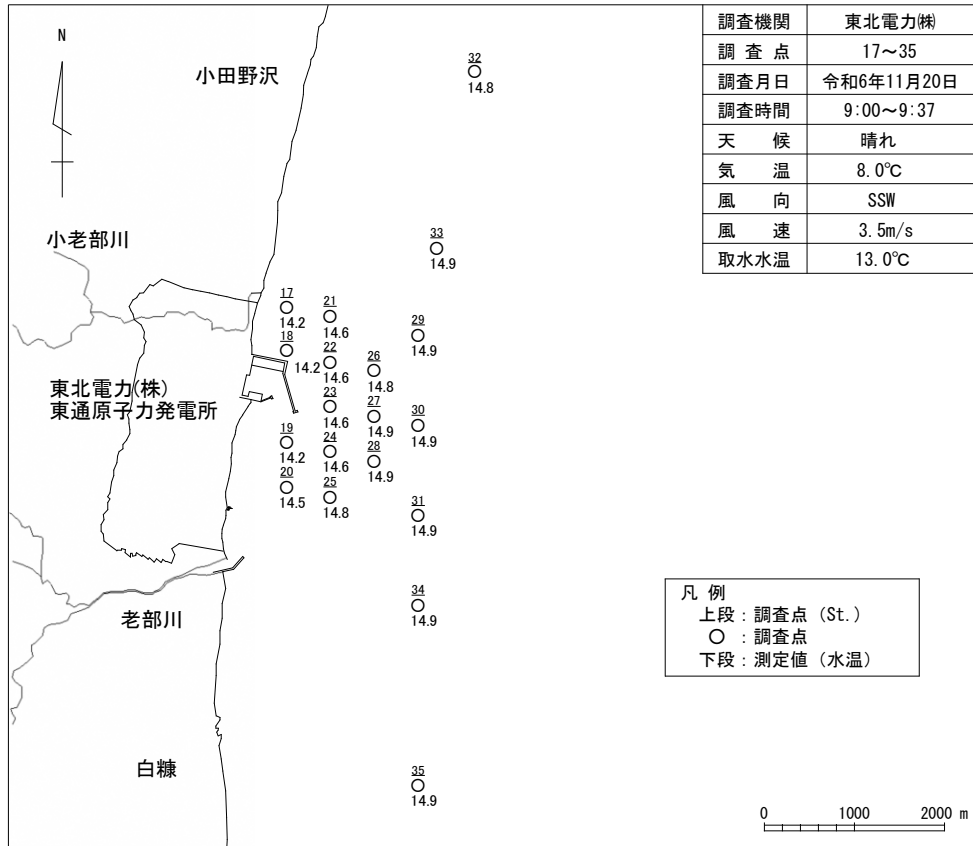 調査機関 東北電力㈱
調査点 17～35
調査月日 令和6年11月20日
調査時間 9:00～9:37
天候 晴れ
気温 8.0℃
風向 SSW
風速 3.5m/s
取水水温 13.0℃
N
小田野沢
32
14.8
小老部川
33
14.9
17
14.2
21
14.6
29
14.9
18
14.2
22
14.6
26
14.8
東北電力(株)
東通原子力発電所
23
14.6
27
14.9
30
14.9
19
14.2
24
14.6
28
14.9
20
14.5
25
14.8
31
14.9
34
14.9
老部川
凡例
上段：調査点（St.）
○：調査点
下段：測定値（水温）
白糠
35
14.9
0 1000 2000 m